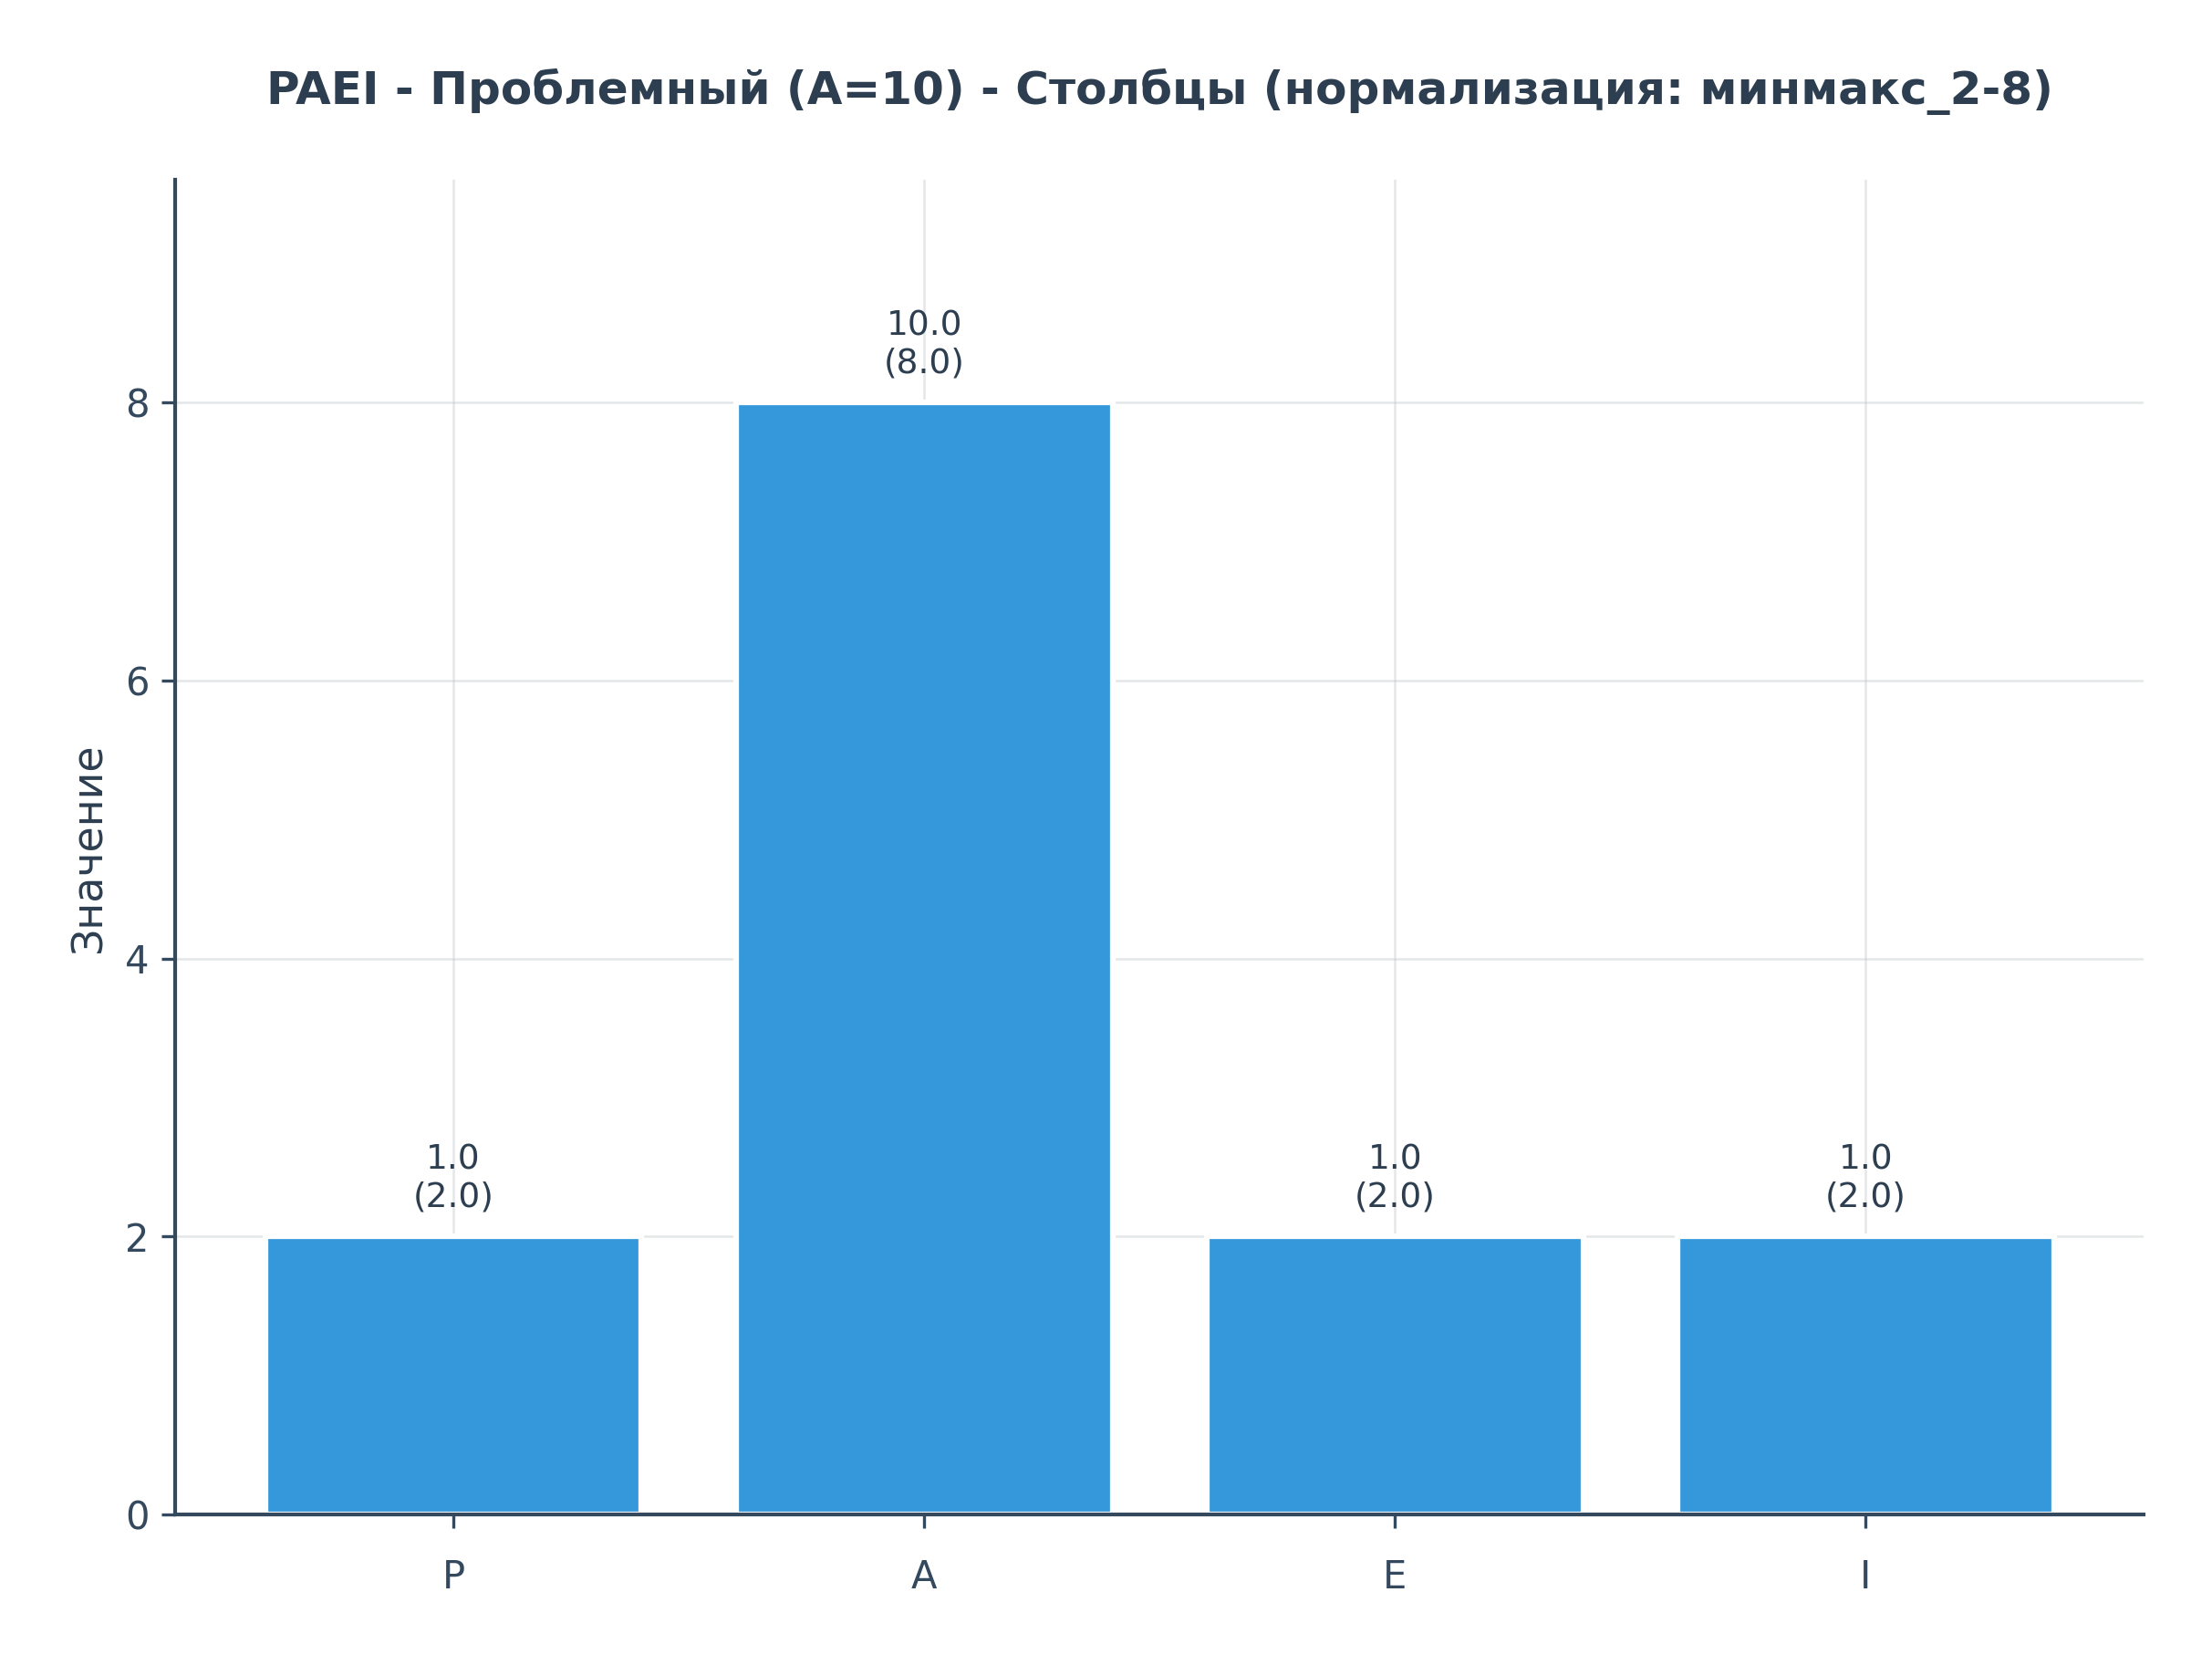 PAEI - Проблемный (A=10) - Столбцы (нормализация: минмакс_2-8)
Значение
8
6
4
2
0
10.0
(8.0)
1.0
(2.0)
1.0
(2.0)
1.0
(2.0)
P
A
E
I